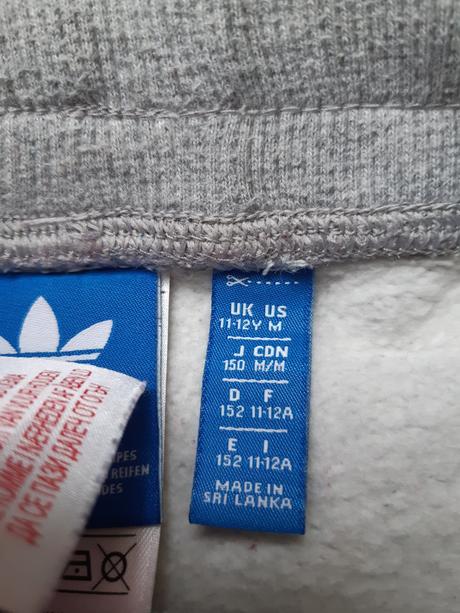 UK US
11-12Y M
J CDN
150 M/M
D F
152 11-12A
E I
152 11-12A
MADE IN
SRI LANKA
REIFEN
ДА СЕ ПАЗИ ДАЛЕЧ ОТ ОГЪН